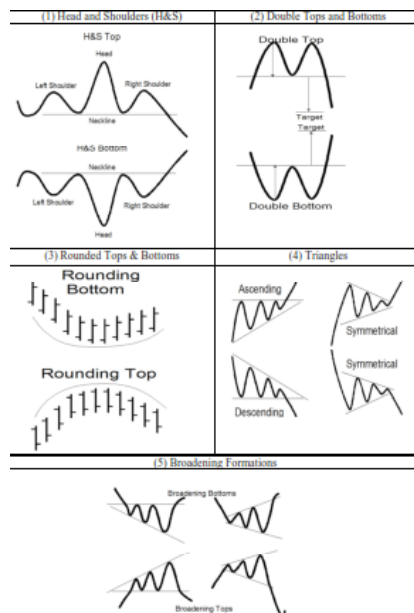 (1) Head and Shoulders (H&S)
H&S Top
Head
Left Shoulder
Right Shoulder
Neckline
H&S Bottom
Neckline
Left Shoulder
Right Shoulder
Head
(2) Double Tops and Bottoms
Double Top
Target
Target
Double Bottom
(3) Rounded Tops & Bottoms
Rounding
Bottom
Rounding Top
(4) Triangles
Ascending
Symmetrical
Symmetrical
Descending
(5) Broadening Formations
Broadening Bottoms
Broadening Tops